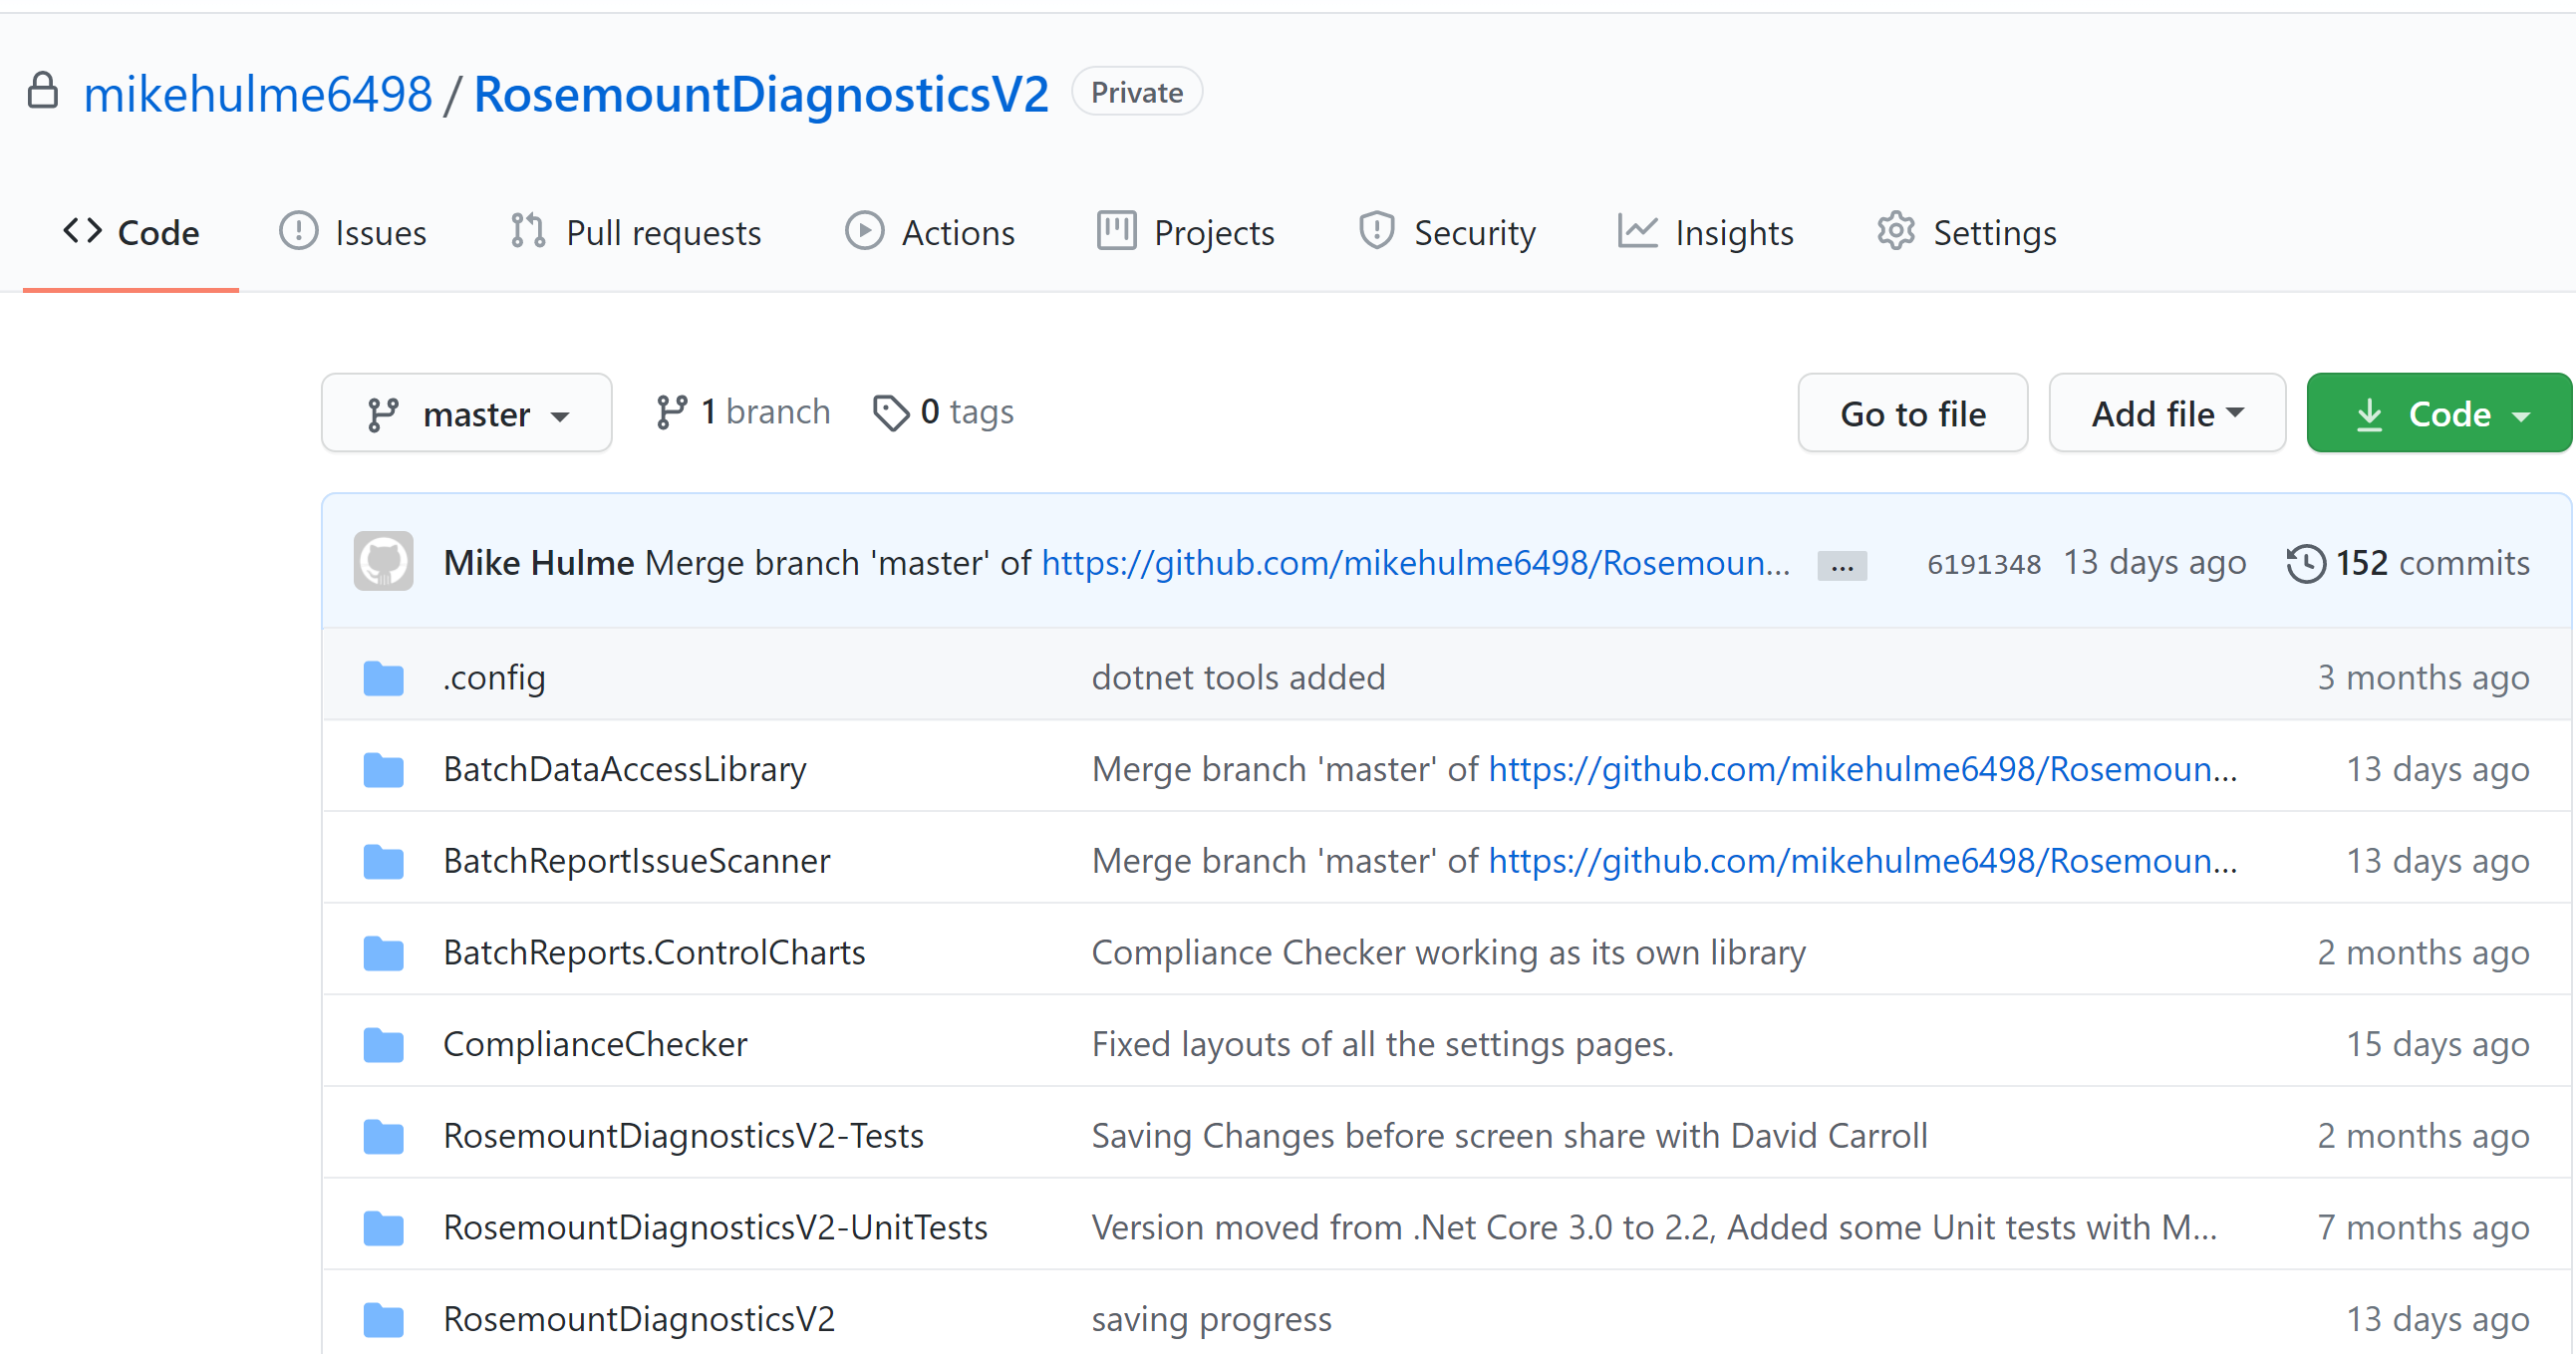 mikehulme6498 / RosemountDiagnosticsV2 Private
Code Issues Pull requests Actions Projects Security Insights Settings
master 1 branch 0 tags Go to file Add file Code
Mike Hulme Merge branch 'master' of https://github.com/mikehulme6498/Rosemoun... ... 6191348 13 days ago 152 commits
.config dotnet tools added 3 months ago
BatchDataAccessLibrary Merge branch 'master' of https://github.com/mikehulme6498/Rosemoun... 13 days ago
BatchReportIssueScanner Merge branch 'master' of https://github.com/mikehulme6498/Rosemoun... 13 days ago
BatchReports.ControlCharts Compliance Checker working as its own library 2 months ago
ComplianceChecker Fixed layouts of all the settings pages. 15 days ago
RosemountDiagnosticsV2-Tests Saving Changes before screen share with David Carroll 2 months ago
RosemountDiagnosticsV2-UnitTests Version moved from .Net Core 3.0 to 2.2, Added some Unit tests with M... 7 months ago
RosemountDiagnosticsV2 saving progress 13 days ago